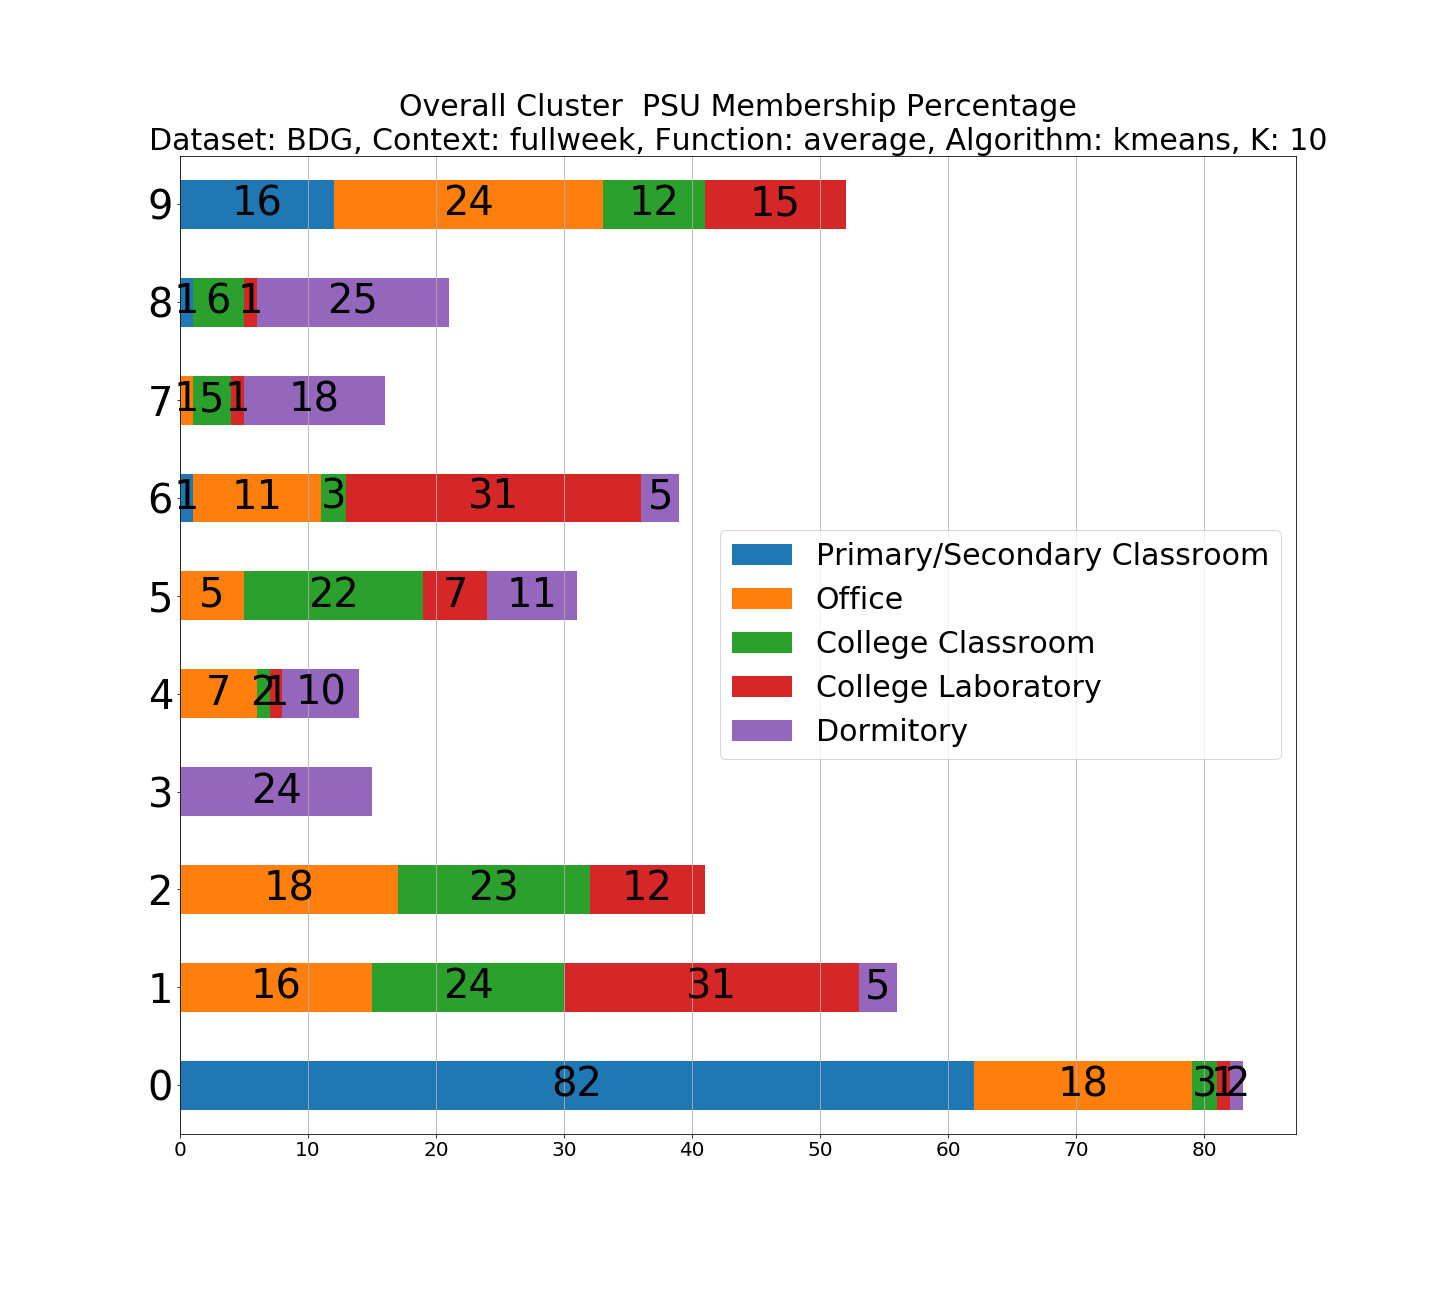 Overall Cluster  PSU Membership Percentage
Dataset: BDG, Context: fullweek, Function: average, Algorithm: kmeans, K: 10
9 16 24 12 15
8 1 6 1 25
7 1 5 1 18
6 1 11 3 31 5
5 5 22 7 11
4 7 2 1 10
3 24
2 18 23 12
1 16 24 31 5
0 82 18 3 1 2
Primary/Secondary Classroom
Office
College Classroom
College Laboratory
Dormitory
0 10 20 30 40 50 60 70 80